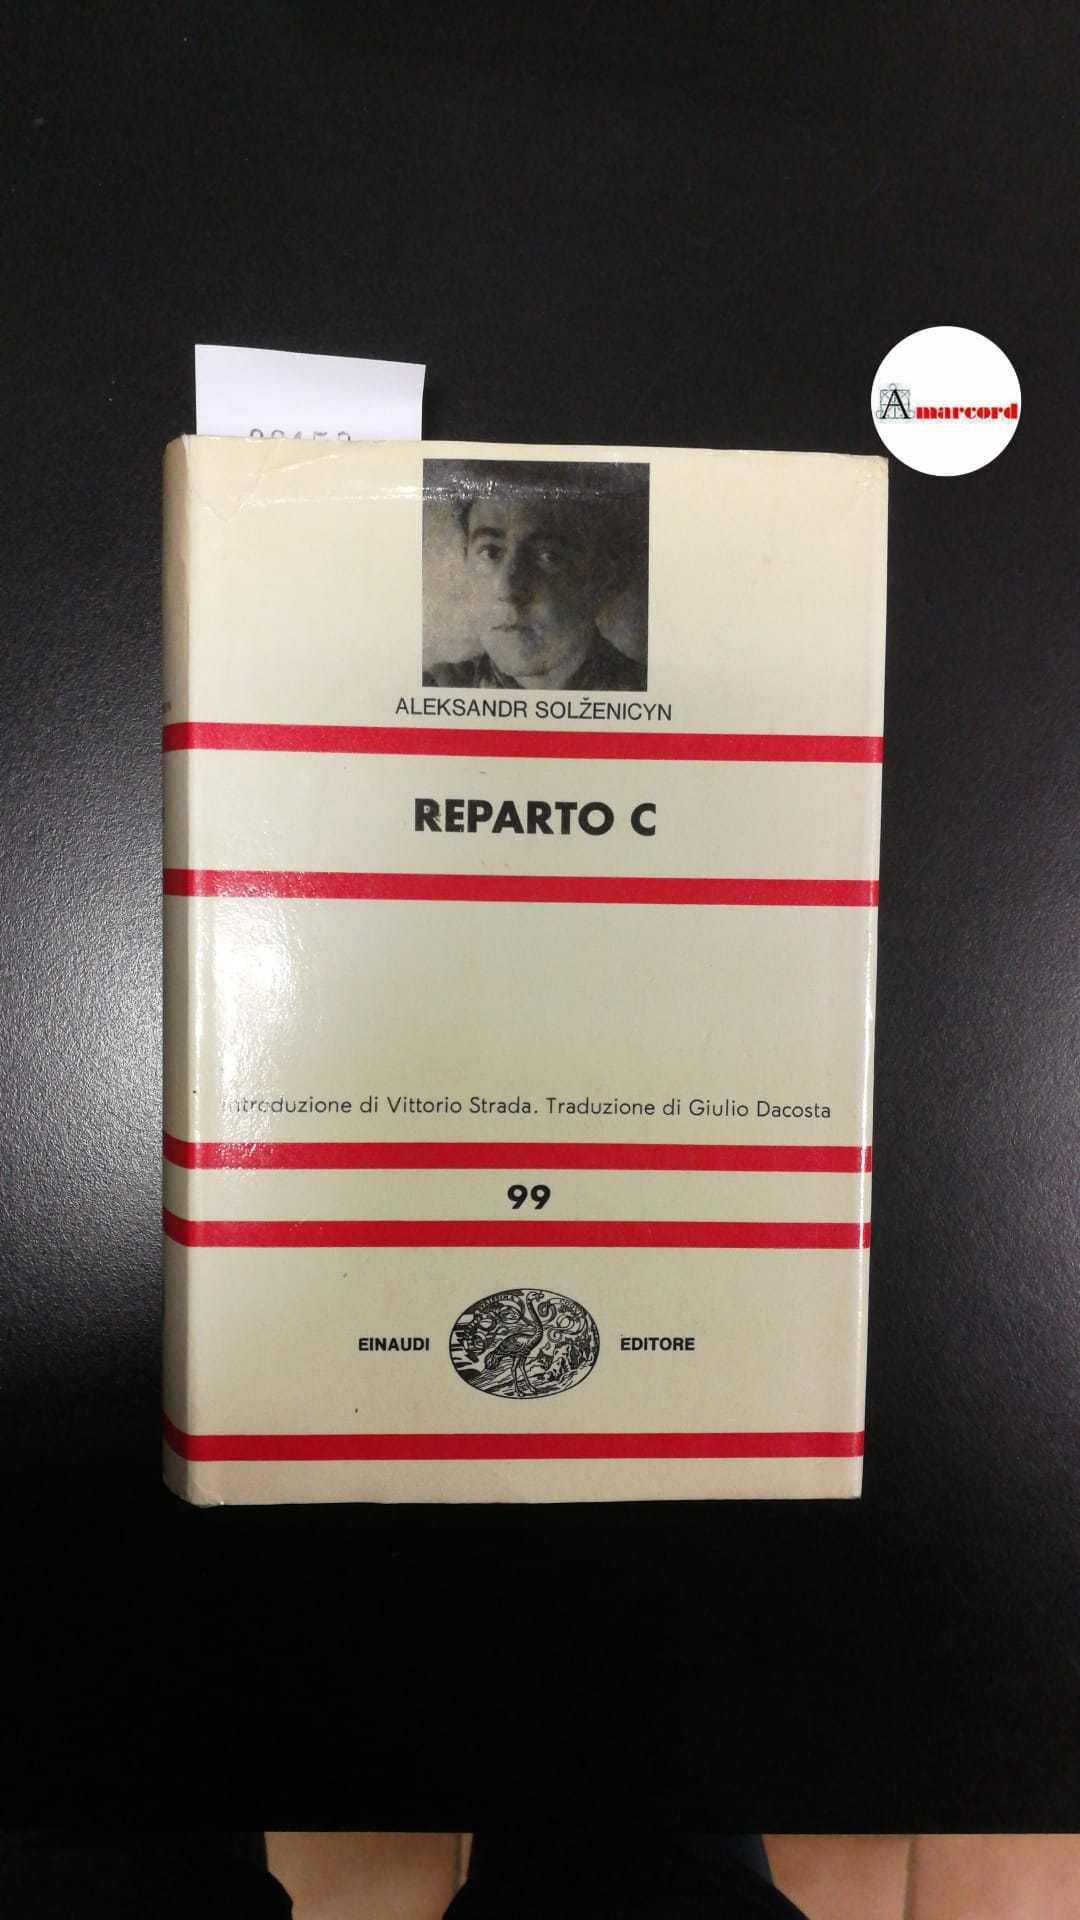 Amarcord
ALEKSANDR SOLŽENICYN
REPARTO C
Introduzione di Vittorio Strada. Traduzione di Giulio Dacosta
99
EINAUDI EDITORE